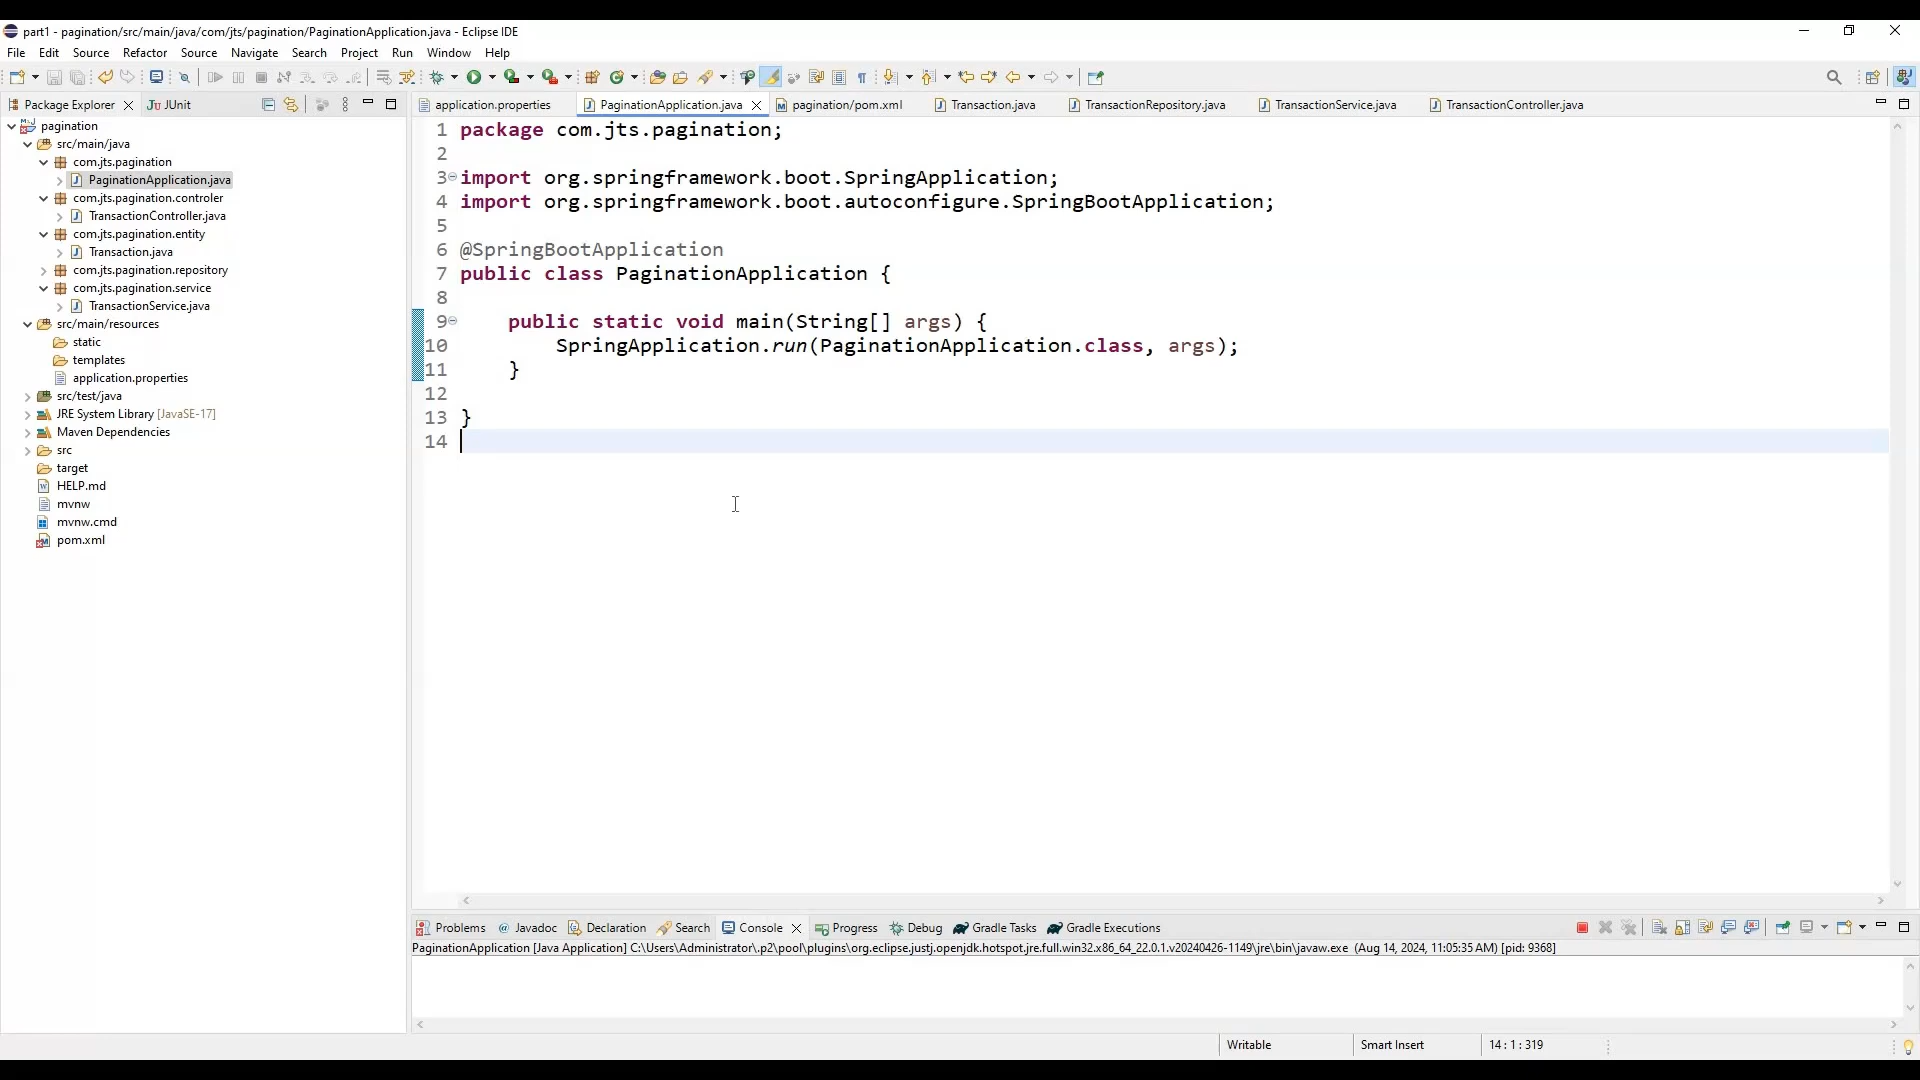 part1 - pagination/src/main/java/com/jts/pagination/PaginationApplication.java - Eclipse IDE
File Edit Source Refactor Source Navigate Search Project Run Window Help
Package Explorer
JUnit
application.properties
PaginationApplication.java
pagination/pom.xml
Transaction.java
TransactionRepository.java
TransactionService.java
TransactionController.java
pagination
src/main/java
com.jts.pagination
PaginationApplication.java
com.jts.pagination.controler
TransactionController.java
com.jts.pagination.entity
Transaction.java
com.jts.pagination.repository
com.jts.pagination.service
TransactionService.java
src/main/resources
static
templates
application.properties
src/test/java
JRE System Library [JavaSE-17]
Maven Dependencies
src
target
HELP.md
mvnw
mvnw.cmd
pom.xml
1 package com.jts.pagination;
2
3 import org.springframework.boot.SpringApplication;
4 import org.springframework.boot.autoconfigure.SpringBootApplication;
5
6 @SpringBootApplication
7 public class PaginationApplication {
8
9 public static void main(String[] args) {
10 SpringApplication.run(PaginationApplication.class, args);
11 }
12
13 }
14
Problems @ Javadoc Declaration Search Console Progress Debug Gradle Tasks Gradle Executions
PaginationApplication [Java Application] C:\Users\Administrator\.p2\pool\plugins\org.eclipse.justj.openjdk.hotspot.jre.full.win32.x86_64_22.0.1.v20240426-1149\jre\bin\javaw.exe (Aug 14, 2024, 11:05:35 AM) [pid: 9368]
Writable
Smart Insert
14 : 1 : 319